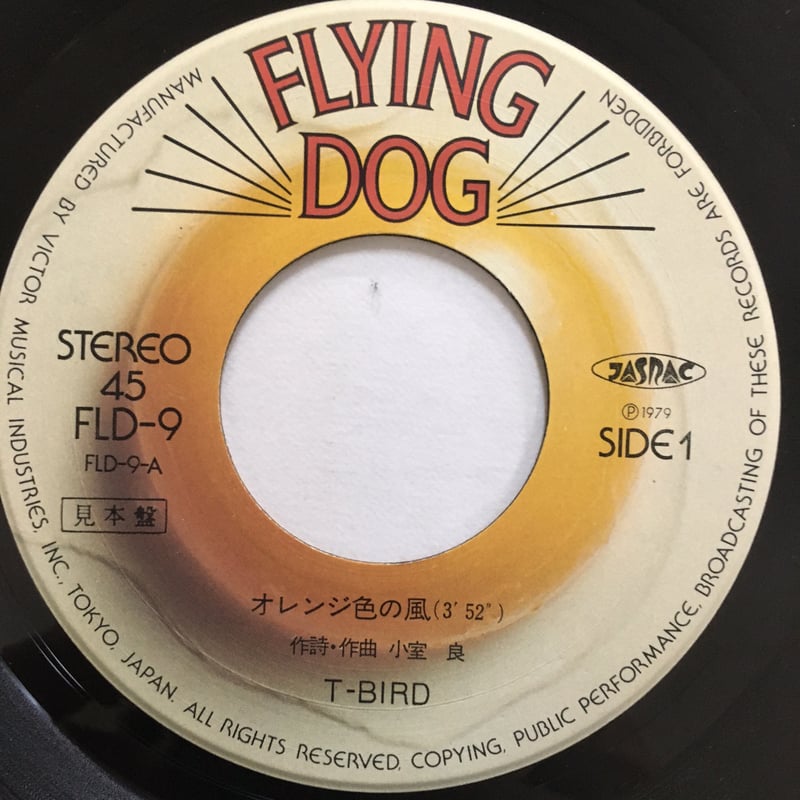 FLYING
DOG
STEREO
45
FLD-9
FLD-9-A
見本盤
JASRAC
Ⓟ1979
SIDE 1
オレンジ色の風(3′52″)
作詩・作曲 小室 良
T-BIRD
MANUFACTURED BY VICTOR MUSICAL INDUSTRIES, INC., TOKYO, JAPAN. ALL RIGHTS RESERVED, COPYING, PUBLIC PERFORMANCE, BROADCASTING OF THESE RECORDS ARE FORBIDDEN